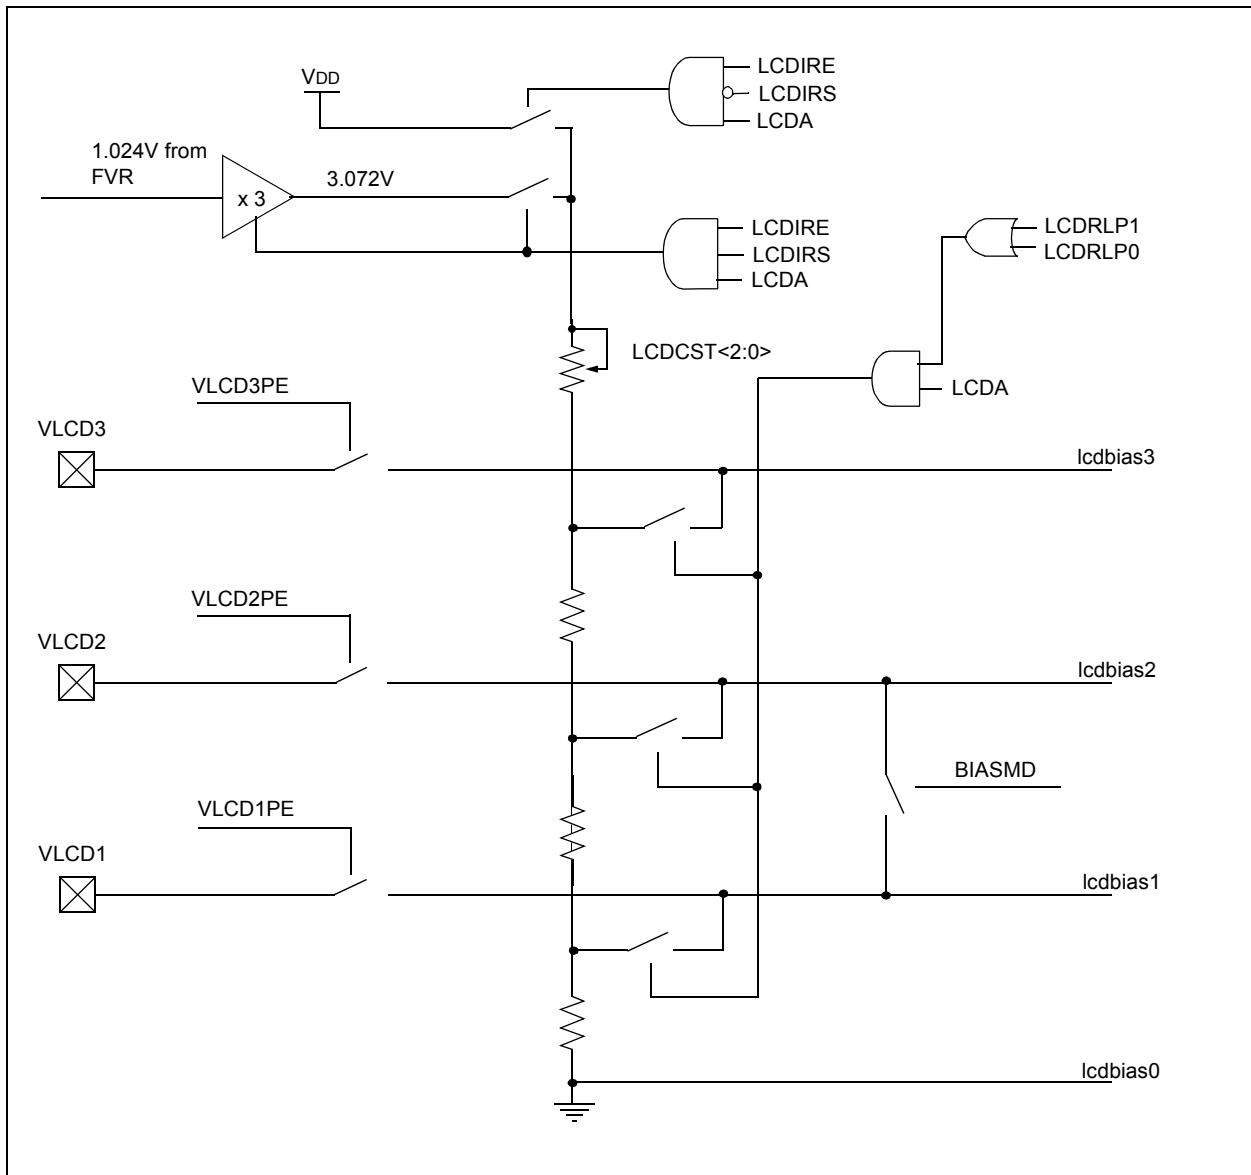 VDD
LCDIRE
LCDIRS
LCDA
1.024V from
FVR
x 3
3.072V
LCDIRE
LCDIRS
LCDA
LCDRLP1
LCDRLP0
LCDCST<2:0>
LCDA
VLCD3PE
VLCD3
lcdbias3
VLCD2PE
VLCD2
lcdbias2
BIASMD
VLCD1PE
VLCD1
lcdbias1
lcdbias0